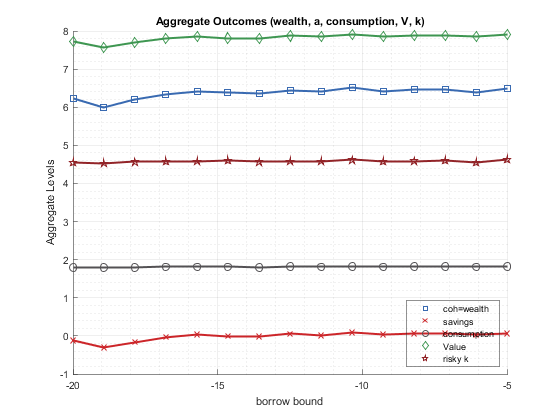 Aggregate Outcomes (wealth, a, consumption, V, k)
8
7
6
5
4
3
2
1
0
-1
Aggregate Levels
-20
-15
-10
-5
borrow bound
coh=wealth
savings
consumption
Value
risky k